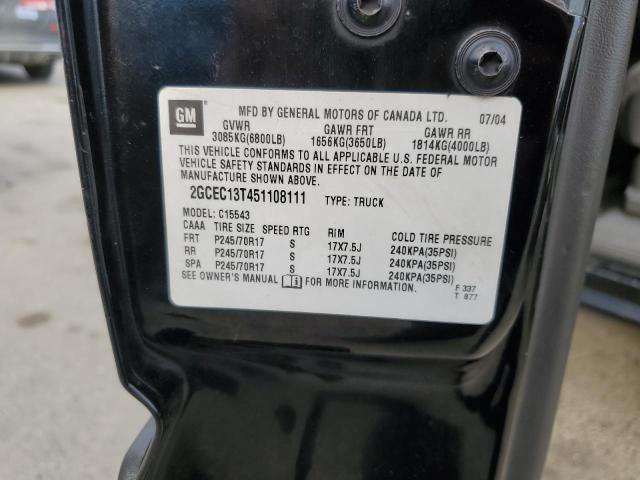 GM MFD BY GENERAL MOTORS OF CANADA LTD. 07/04
GVWR GAWR FRT GAWR RR
3085KG(6800LB) 1656KG(3650LB) 1814KG(4000LB)
THIS VEHICLE CONFORMS TO ALL APPLICABLE U.S. FEDERAL MOTOR
VEHICLE SAFETY STANDARDS IN EFFECT ON THE DATE OF
MANUFACTURE SHOWN ABOVE.
2GCEC13T451108111 TYPE: TRUCK
MODEL: C15543
CAAA TIRE SIZE SPEED RTG RIM COLD TIRE PRESSURE
FRT P245/70R17 S 17X7.5J 240KPA(35PSI)
RR P245/70R17 S 17X7.5J 240KPA(35PSI)
SPA P245/70R17 S 17X7.5J 240KPA(35PSI)
SEE OWNER'S MANUAL FOR MORE INFORMATION.
F 337
T 877